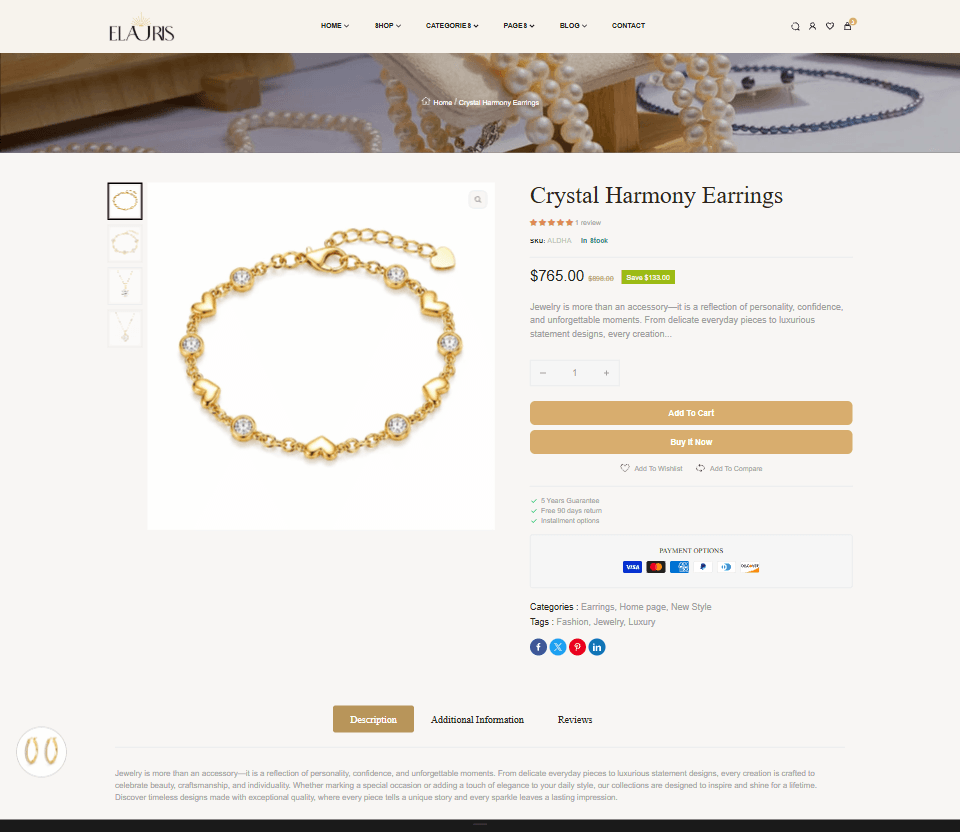 ELAURIS
HOME SHOP CATEGORIES PAGES BLOG CONTACT
Home / Crystal Harmony Earrings
Crystal Harmony Earrings
1 review
SKU: ALDHA In Stock
$765.00 $898.00 Save $133.00
Jewelry is more than an accessory—it is a reflection of personality, confidence,
and unforgettable moments. From delicate everyday pieces to luxurious
statement designs, every creation...
− 1 +
Add To Cart
Buy It Now
Add To Wishlist Add To Compare
5 Years Guarantee
Free 90 days return
Installment options
PAYMENT OPTIONS
VISA DISCOVER
Categories : Earrings, Home page, New Style
Tags : Fashion, Jewelry, Luxury
Description Additional Information Reviews
Jewelry is more than an accessory—it is a reflection of personality, confidence, and unforgettable moments. From delicate everyday pieces to luxurious statement designs, every creation is crafted to
celebrate beauty, craftsmanship, and individuality. Whether marking a special occasion or adding a touch of elegance to your daily style, our collections are designed to inspire and shine for a lifetime.
Discover timeless designs made with exceptional quality, where every piece tells a unique story and every sparkle leaves a lasting impression.